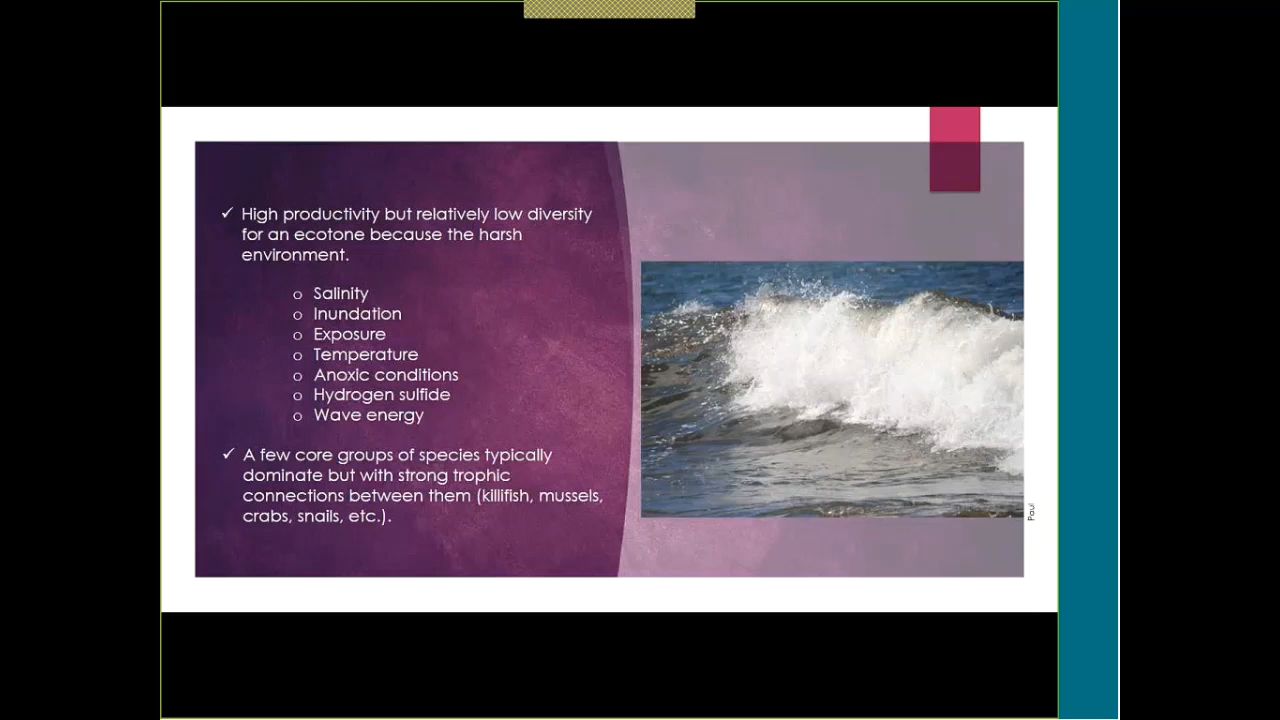 ✓ High productivity but relatively low diversity
for an ecotone because the harsh
environment.
o Salinity
o Inundation
o Exposure
o Temperature
o Anoxic conditions
o Hydrogen sulfide
o Wave energy
✓ A few core groups of species typically
dominate but with strong trophic
connections between them (killifish, mussels,
crabs, snails, etc.).
Paul